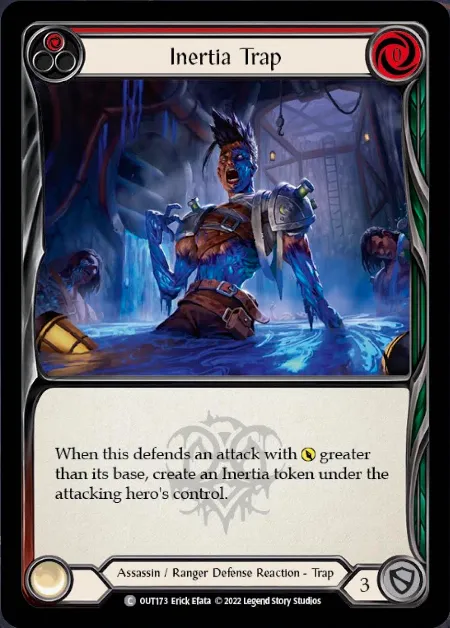 Inertia Trap
0
When this defends an attack with greater
than its base, create an Inertia token under the
attacking hero's control.
Assassin / Ranger Defense Reaction - Trap
3
C OUT173 Erick Efata © 2022 Legend Story Studios